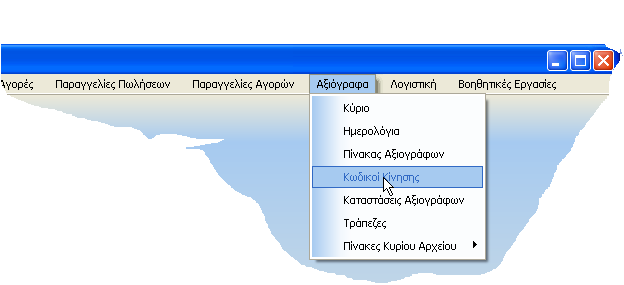 Αγορές Παραγγελίες Πωλήσεων Παραγγελίες Αγορών Αξιόγραφα Λογιστική Βοηθητικές Εργασίες
Κύριο
Ημερολόγια
Πίνακας Αξιογράφων
Κωδικοί Κίνησης
Καταστάσεις Αξιογράφων
Τράπεζες
Πίνακες Κυρίου Αρχείου